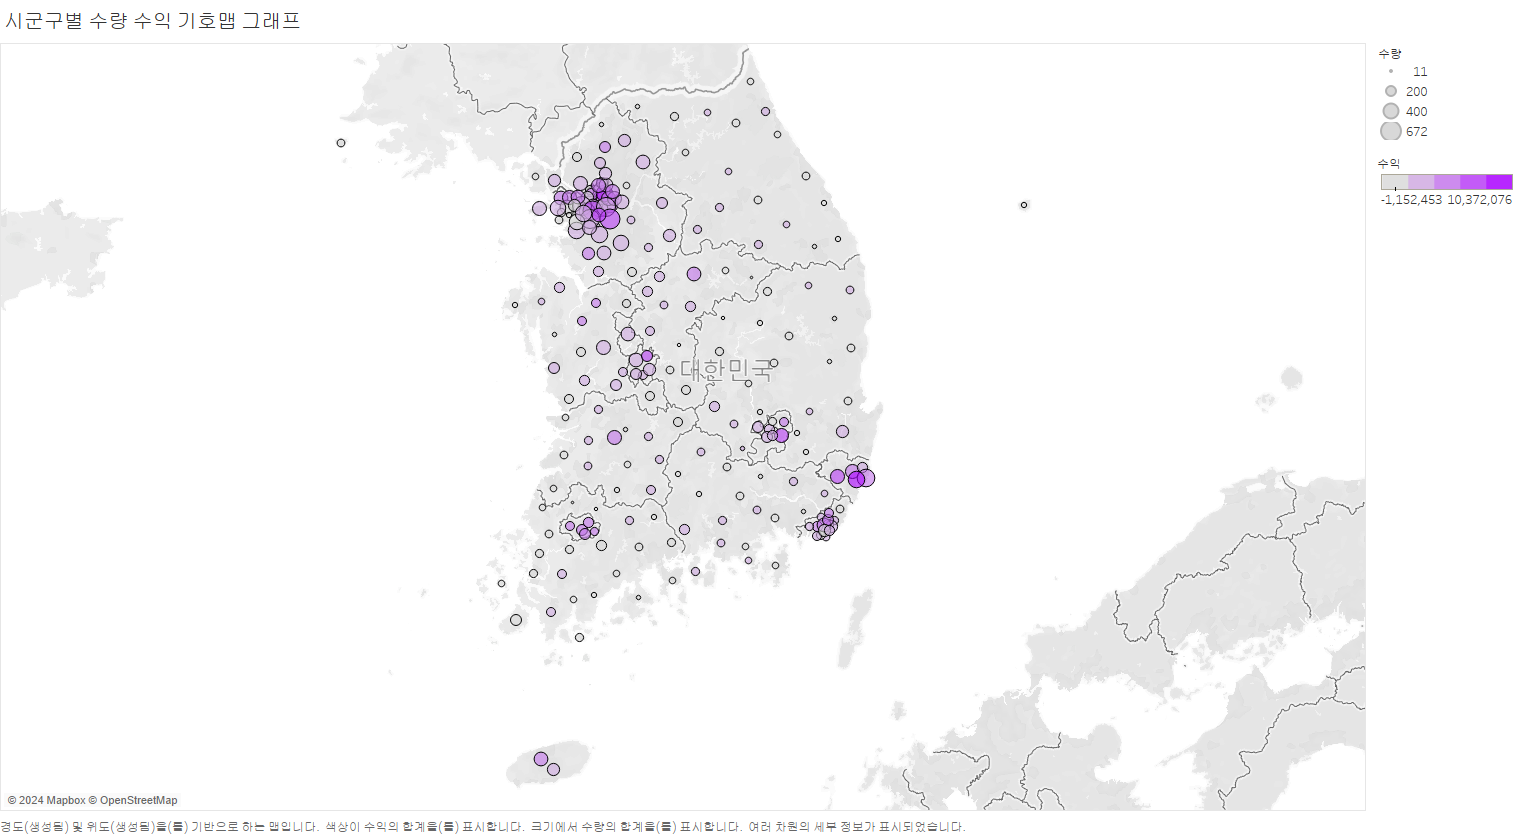 시군구별 수량 수익 기호맵 그래프
수량
11
200
400
672
수익
-1,152,453 10,372,076
대한민국
© 2024 Mapbox © OpenStreetMap
경도(생성됨) 및 위도(생성됨)을(를) 기반으로 하는 맵입니다. 색상이 수익의 합계을(를) 표시합니다. 크기에서 수량의 합계을(를) 표시합니다. 여러 차원의 세부 정보가 표시되었습니다.